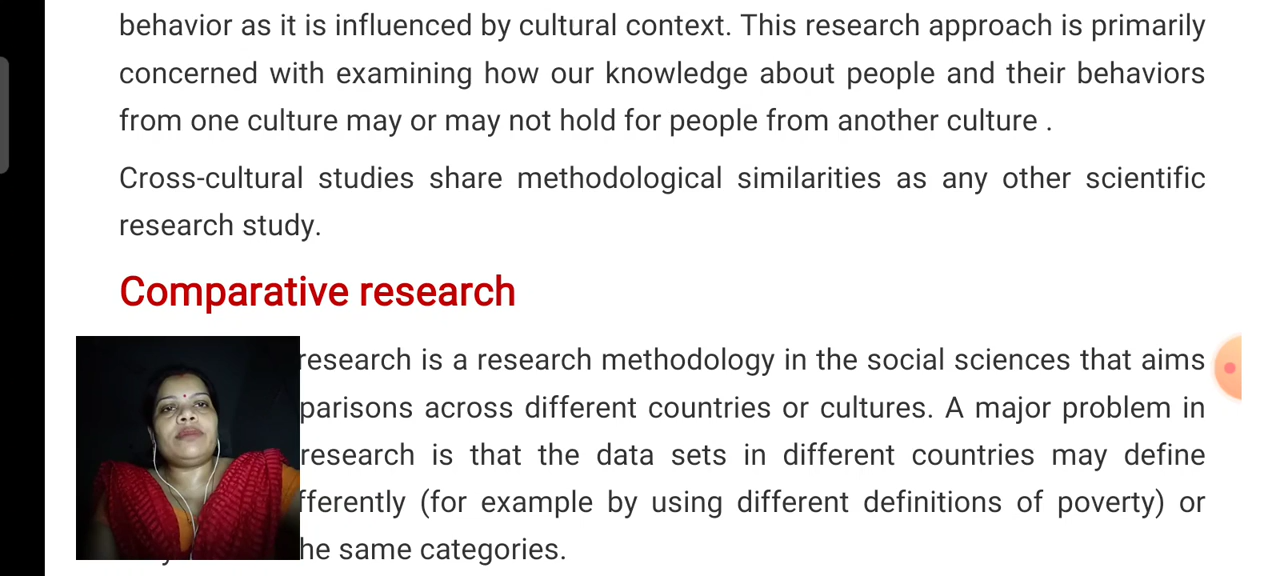 behavior as it is influenced by cultural context. This research approach is primarily
concerned with examining how our knowledge about people and their behaviors
from one culture may or may not hold for people from another culture .
Cross-cultural studies share methodological similarities as any other scientific
research study.
Comparative research
research is a research methodology in the social sciences that aims
parisons across different countries or cultures. A major problem in
research is that the data sets in different countries may define
fferently (for example by using different definitions of poverty) or
he same categories.